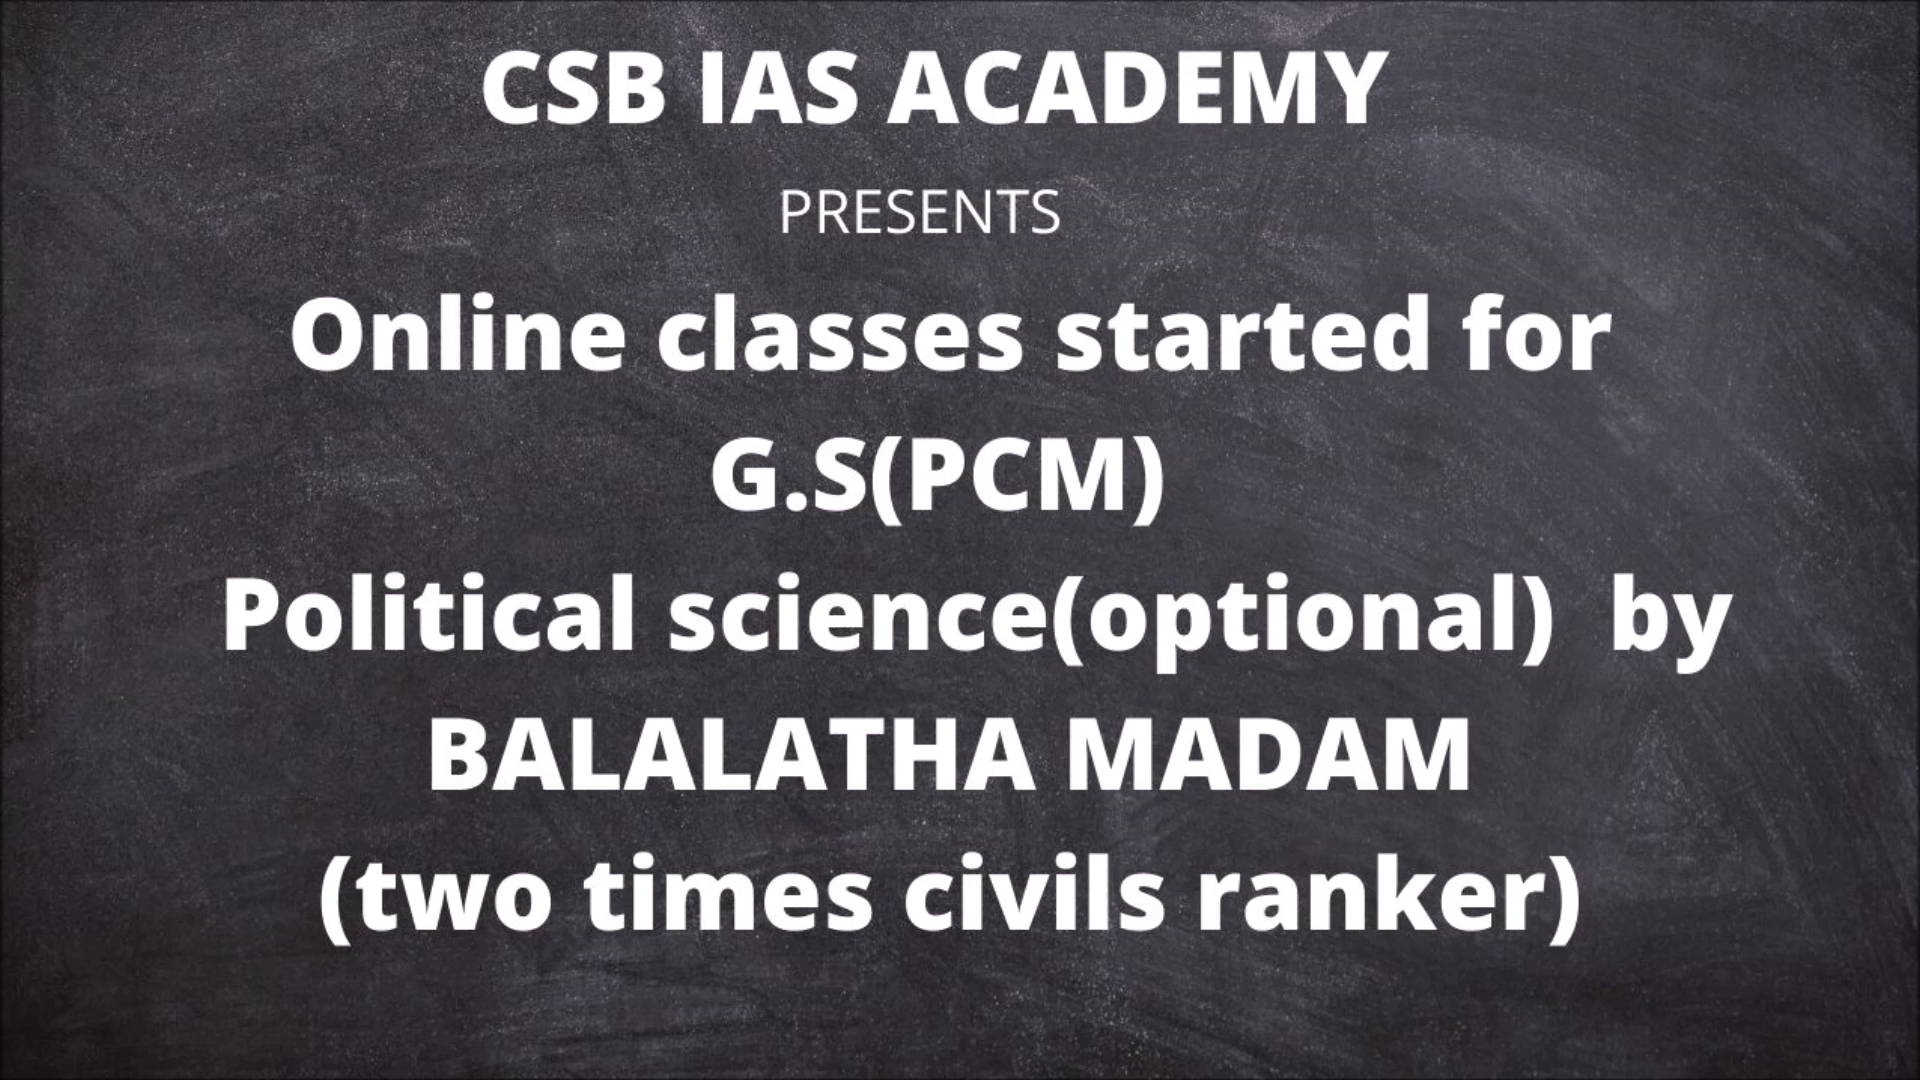 CSB IAS ACADEMY
PRESENTS
Online classes started for
G.S(PCM)
Political science(optional) by
BALALATHA MADAM
(two times civils ranker)